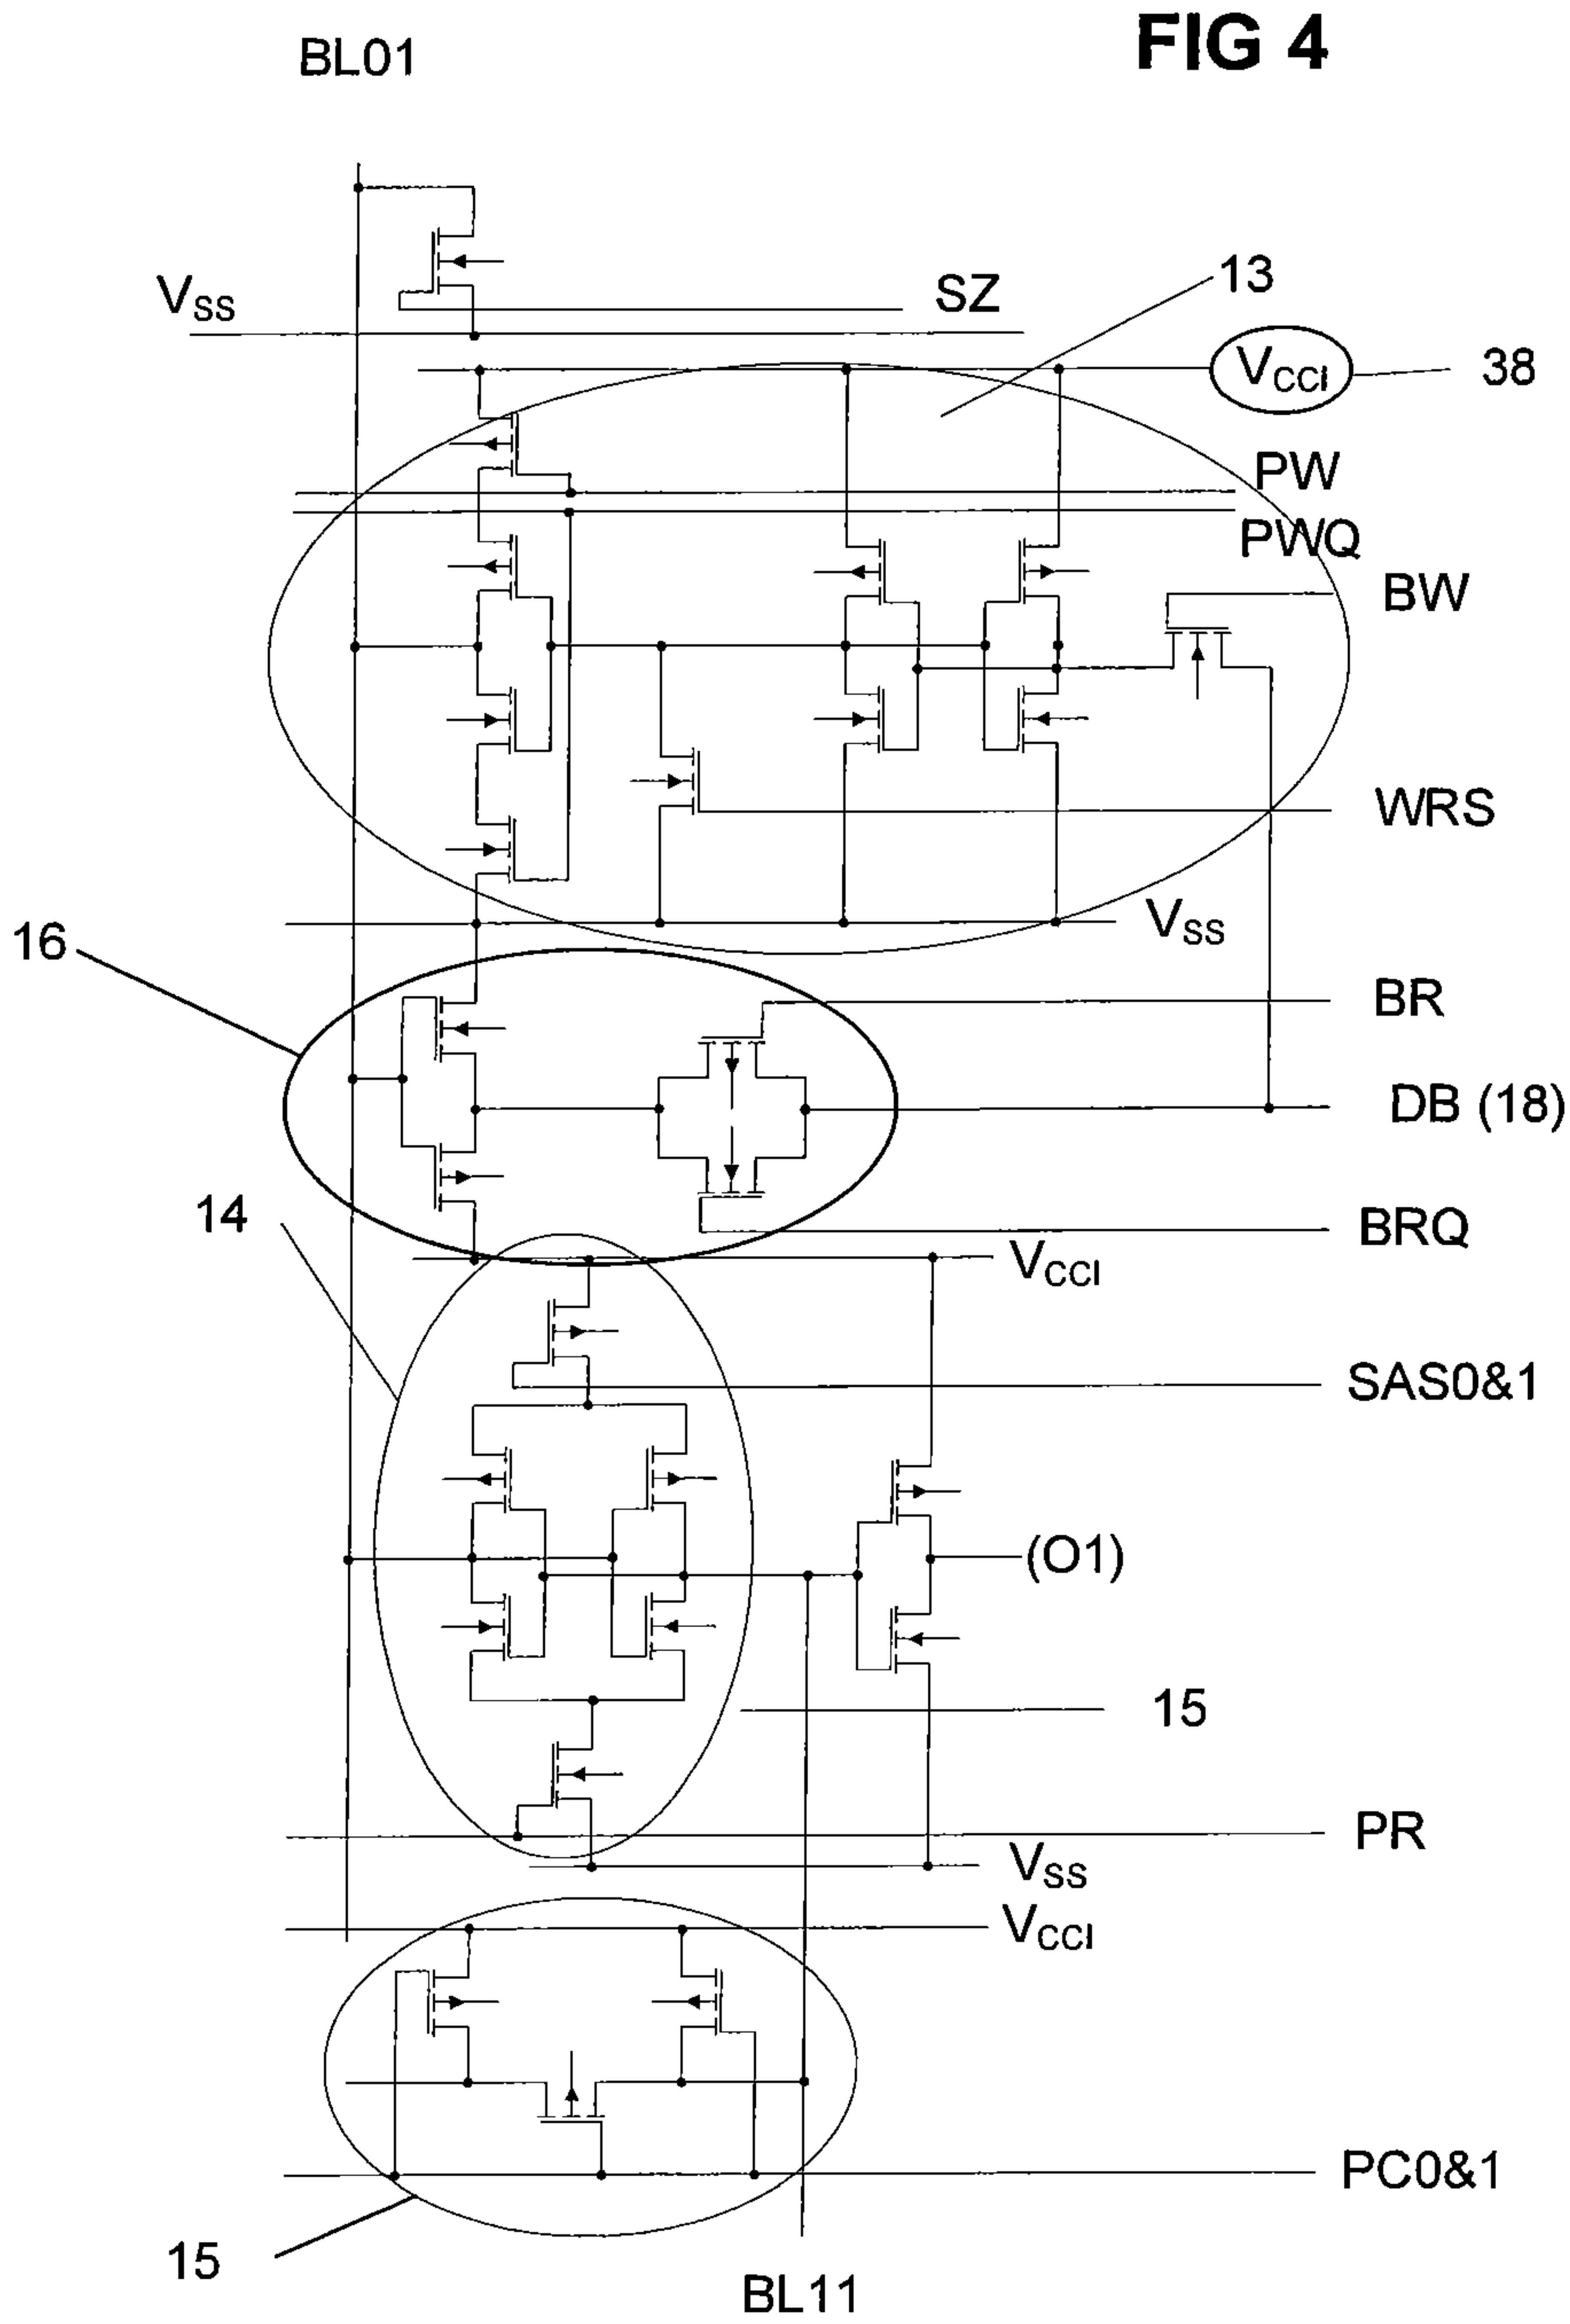 FIG 4
BL01
13
VSS
SZ
VCCI
38
PW
PWQ
BW
WRS
VSS
16
BR
DB (18)
14
BRQ
VCCI
SAS0&1
(O1)
15
PR
VSS
VCCI
PC0&1
15
BL11